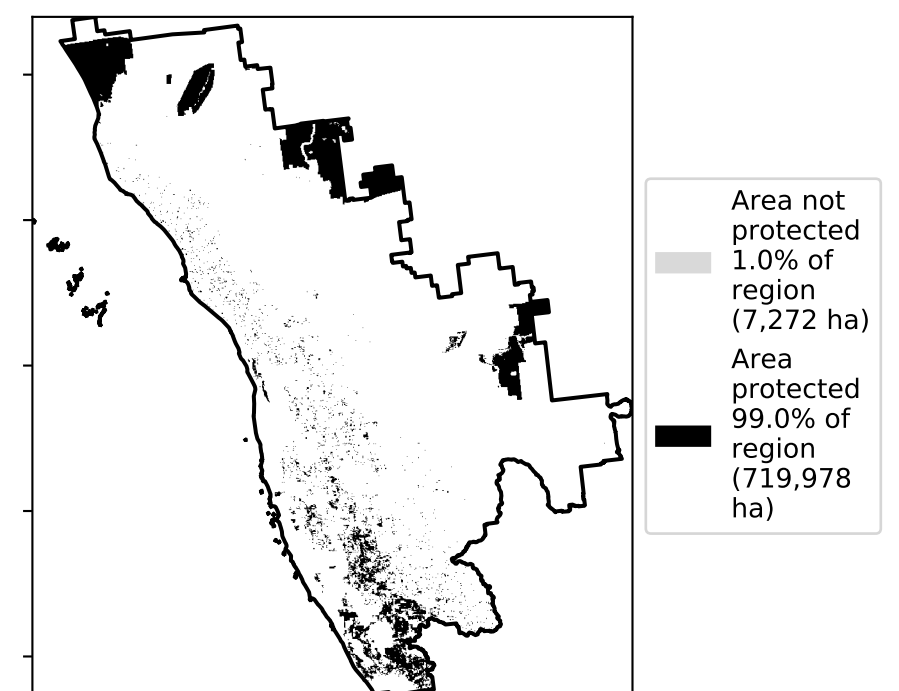 Area not
protected
1.0% of
region
(7,272 ha)
Area
protected
99.0% of
region
(719,978
ha)